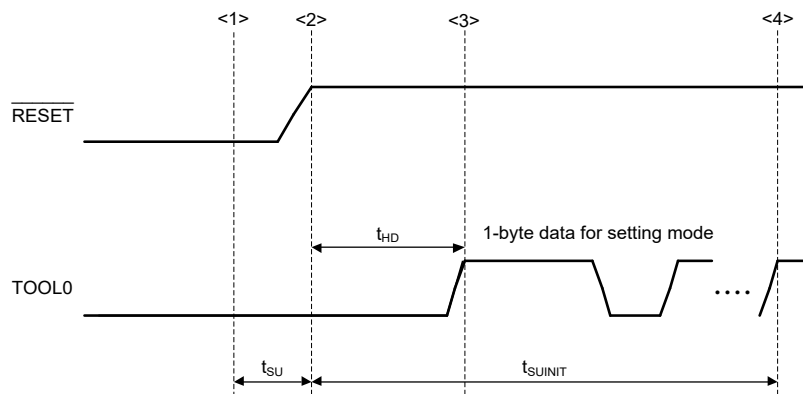 <1> <2> <3> <4>
RESET
tHD 1-byte data for setting mode
TOOL0
tSU tSUINIT